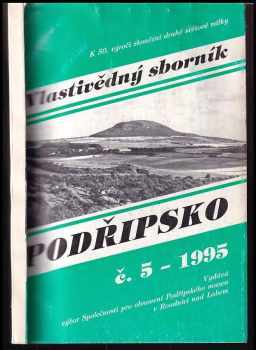 K 50. výročí skončení druhé světové války
Vlastivědný sborník
PODŘIPSKO
č. 5 - 1995
Vydává
výbor Společnosti pro obnovení Podřipského muzea
v Roudnici nad Labem